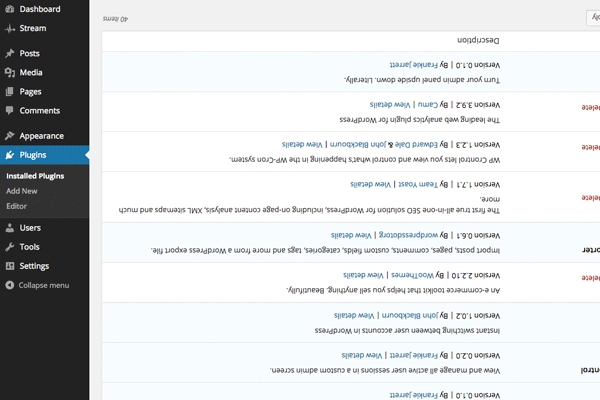 Dashboard
Stream
Posts
Media
Pages
Comments
Appearance
Plugins
Installed Plugins
Add New
Editor
Users
Tools
Settings
Collapse menu
Version 0.1.0 | By Frankie Jarrett
View and manage all active user sessions in a custom admin screen.
Version 0.2.0 | By Frankie Jarrett | View details
Instant switching between user accounts in WordPress
Version 1.0.2 | By John Blackbourn | View details
An e-commerce toolkit that helps you sell anything. Beautifully.
Delete
Version 2.2.10 | By WooThemes | View details
Import posts, pages, comments, custom fields, categories, tags and more from a WordPress export file.
Version 0.6.1 | By wordpressdotorg | View details
The first true all-in-one SEO solution for WordPress, including on-page content analysis, XML sitemaps and much
more.
Delete
Version 1.7.1 | By Team Yoast | View details
WP Crontrol lets you view and control what's happening in the WP-Cron system.
Delete
Version 1.2.3 | By Edward Dale & John Blackbourn | View details
The leading web analytics plugin for WordPress
Delete
Version 3.9.2 | By Camu | View details
Turn your admin panel upside down. Literally.
Version 0.1.0 | By Frankie Jarrett
Description
40 items